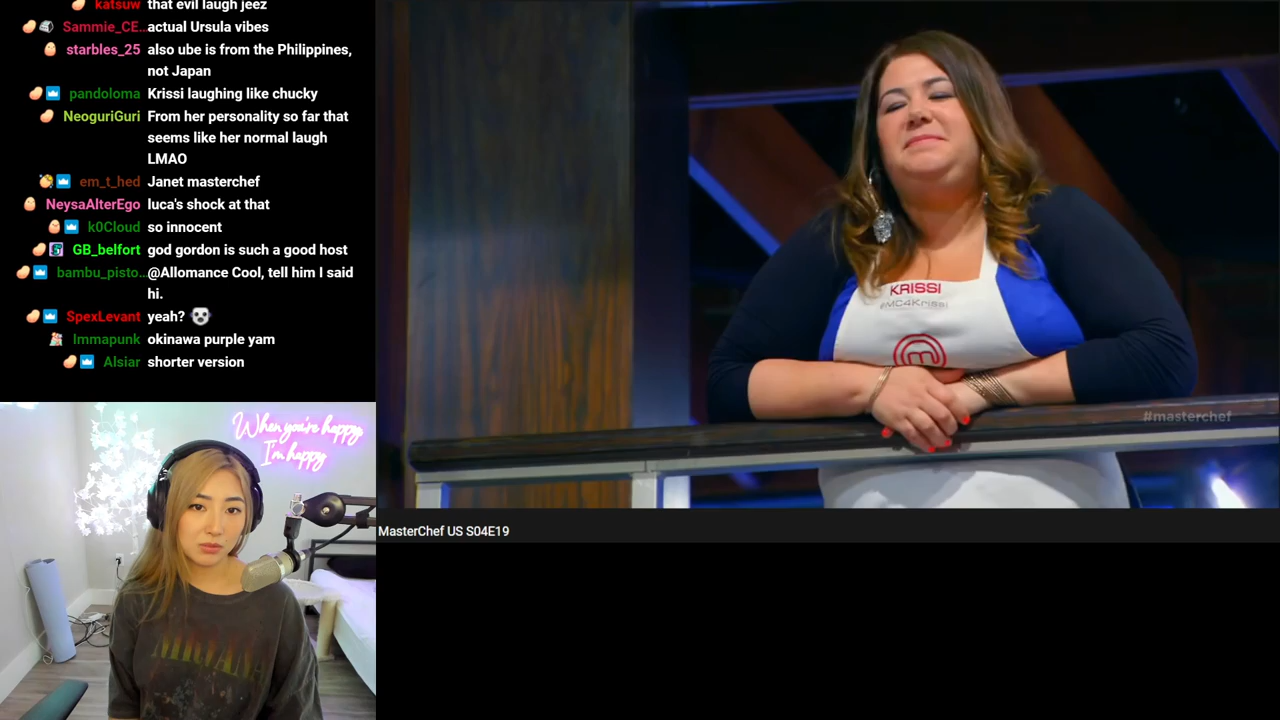 katsuw that evil laugh jeez
Sammie_CE... actual Ursula vibes
starbles_25 also ube is from the Philippines,
not Japan
pandoloma Krissi laughing like chucky
NeoguriGuri From her personality so far that
seems like her normal laugh
LMAO
em_t_hed Janet masterchef
NeysaAlterEgo luca's shock at that
k0Cloud so innocent
GB_belfort god gordon is such a good host
bambu_pisto... @Allomance Cool, tell him I said
hi.
SpexLevant yeah?
Immapunk okinawa purple yam
Alsiar shorter version
KRISSI
#MC4Krissi
#masterchef
MasterChef US S04E19
When you're happy
I'm happy
NIRVANA